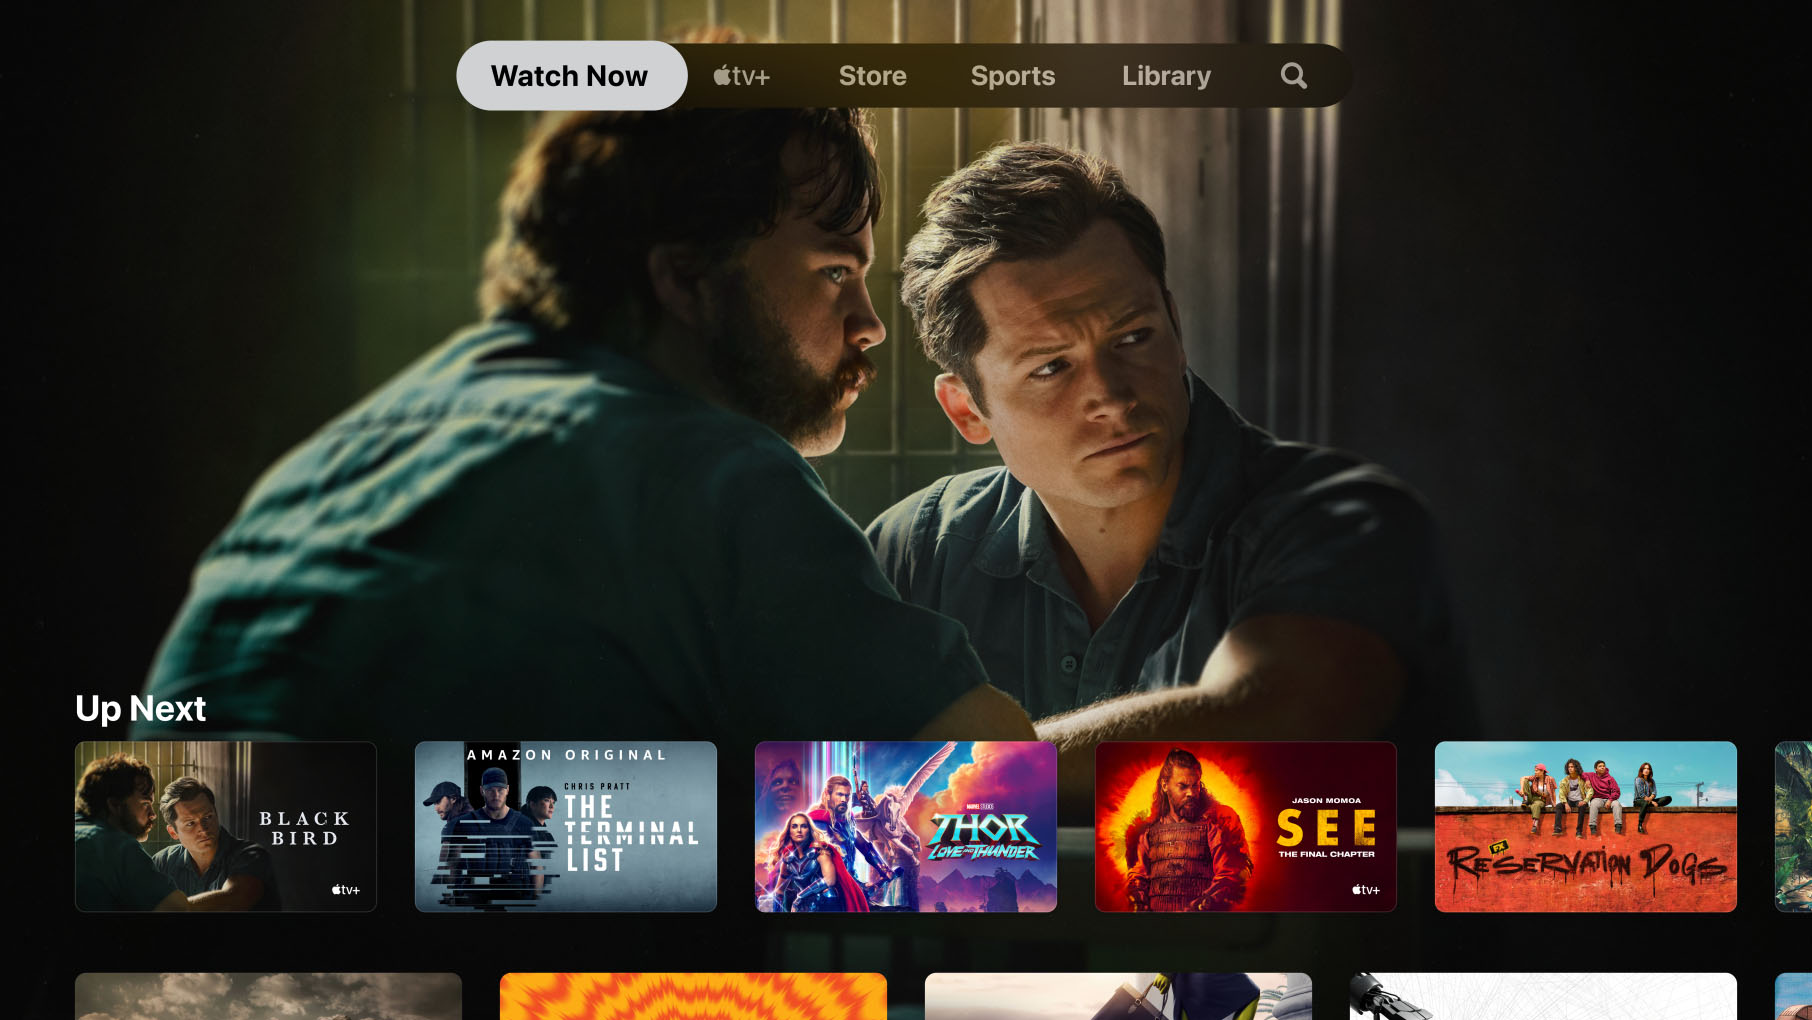 Watch Now
tv+
Store
Sports
Library
Up Next
BLACK
BIRD
tv+
AMAZON ORIGINAL
CHRIS PRATT
THE
TERMINAL
LIST
MARVEL STUDIOS
THOR
LOVE AND THUNDER
JASON MOMOA
SEE
THE FINAL CHAPTER
tv+
FX
RESERVATION DOGS